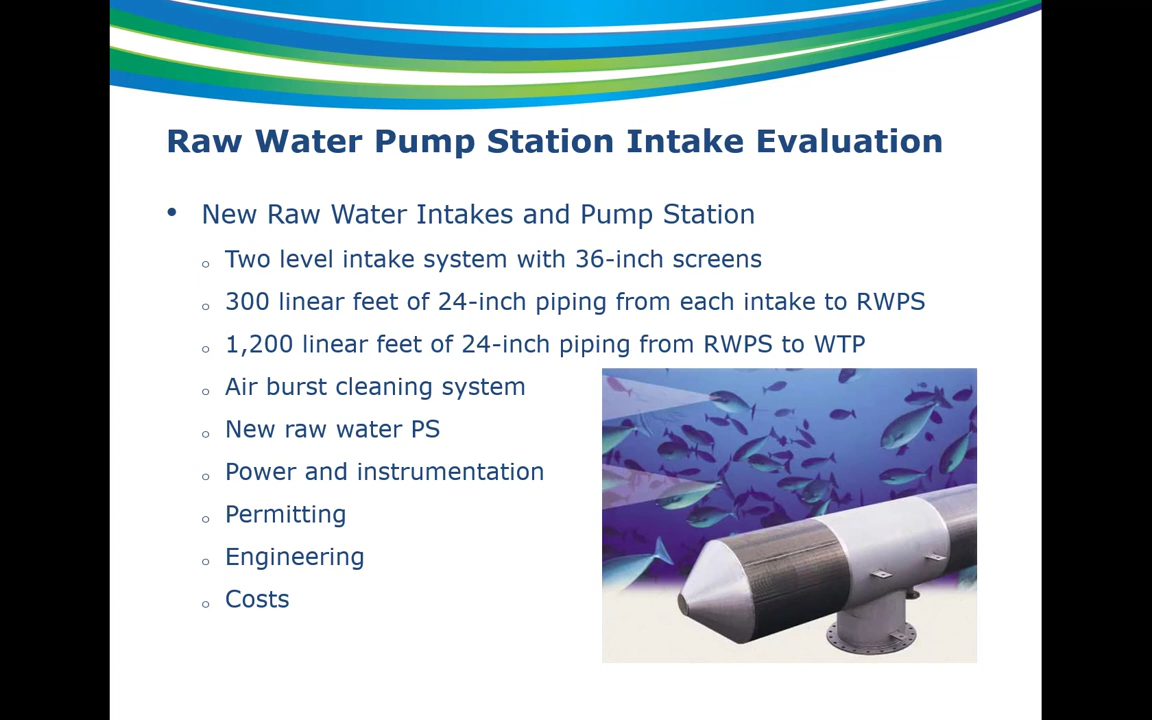 Raw Water Pump Station Intake Evaluation
• New Raw Water Intakes and Pump Station
o Two level intake system with 36-inch screens
o 300 linear feet of 24-inch piping from each intake to RWPS
o 1,200 linear feet of 24-inch piping from RWPS to WTP
o Air burst cleaning system
o New raw water PS
o Power and instrumentation
o Permitting
o Engineering
o Costs